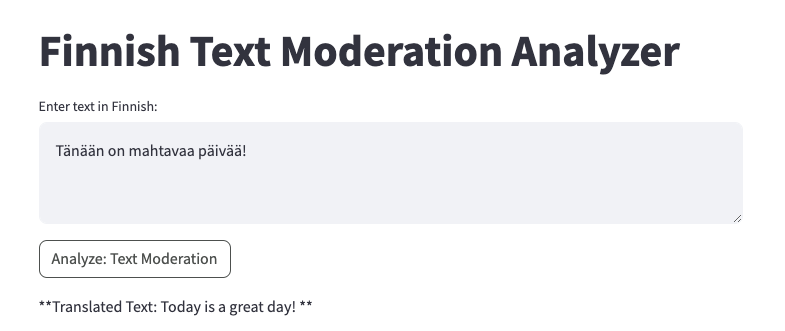 Finnish Text Moderation Analyzer
Enter text in Finnish:
Tänään on mahtavaa päivää!
Analyze: Text Moderation
**Translated Text: Today is a great day! **